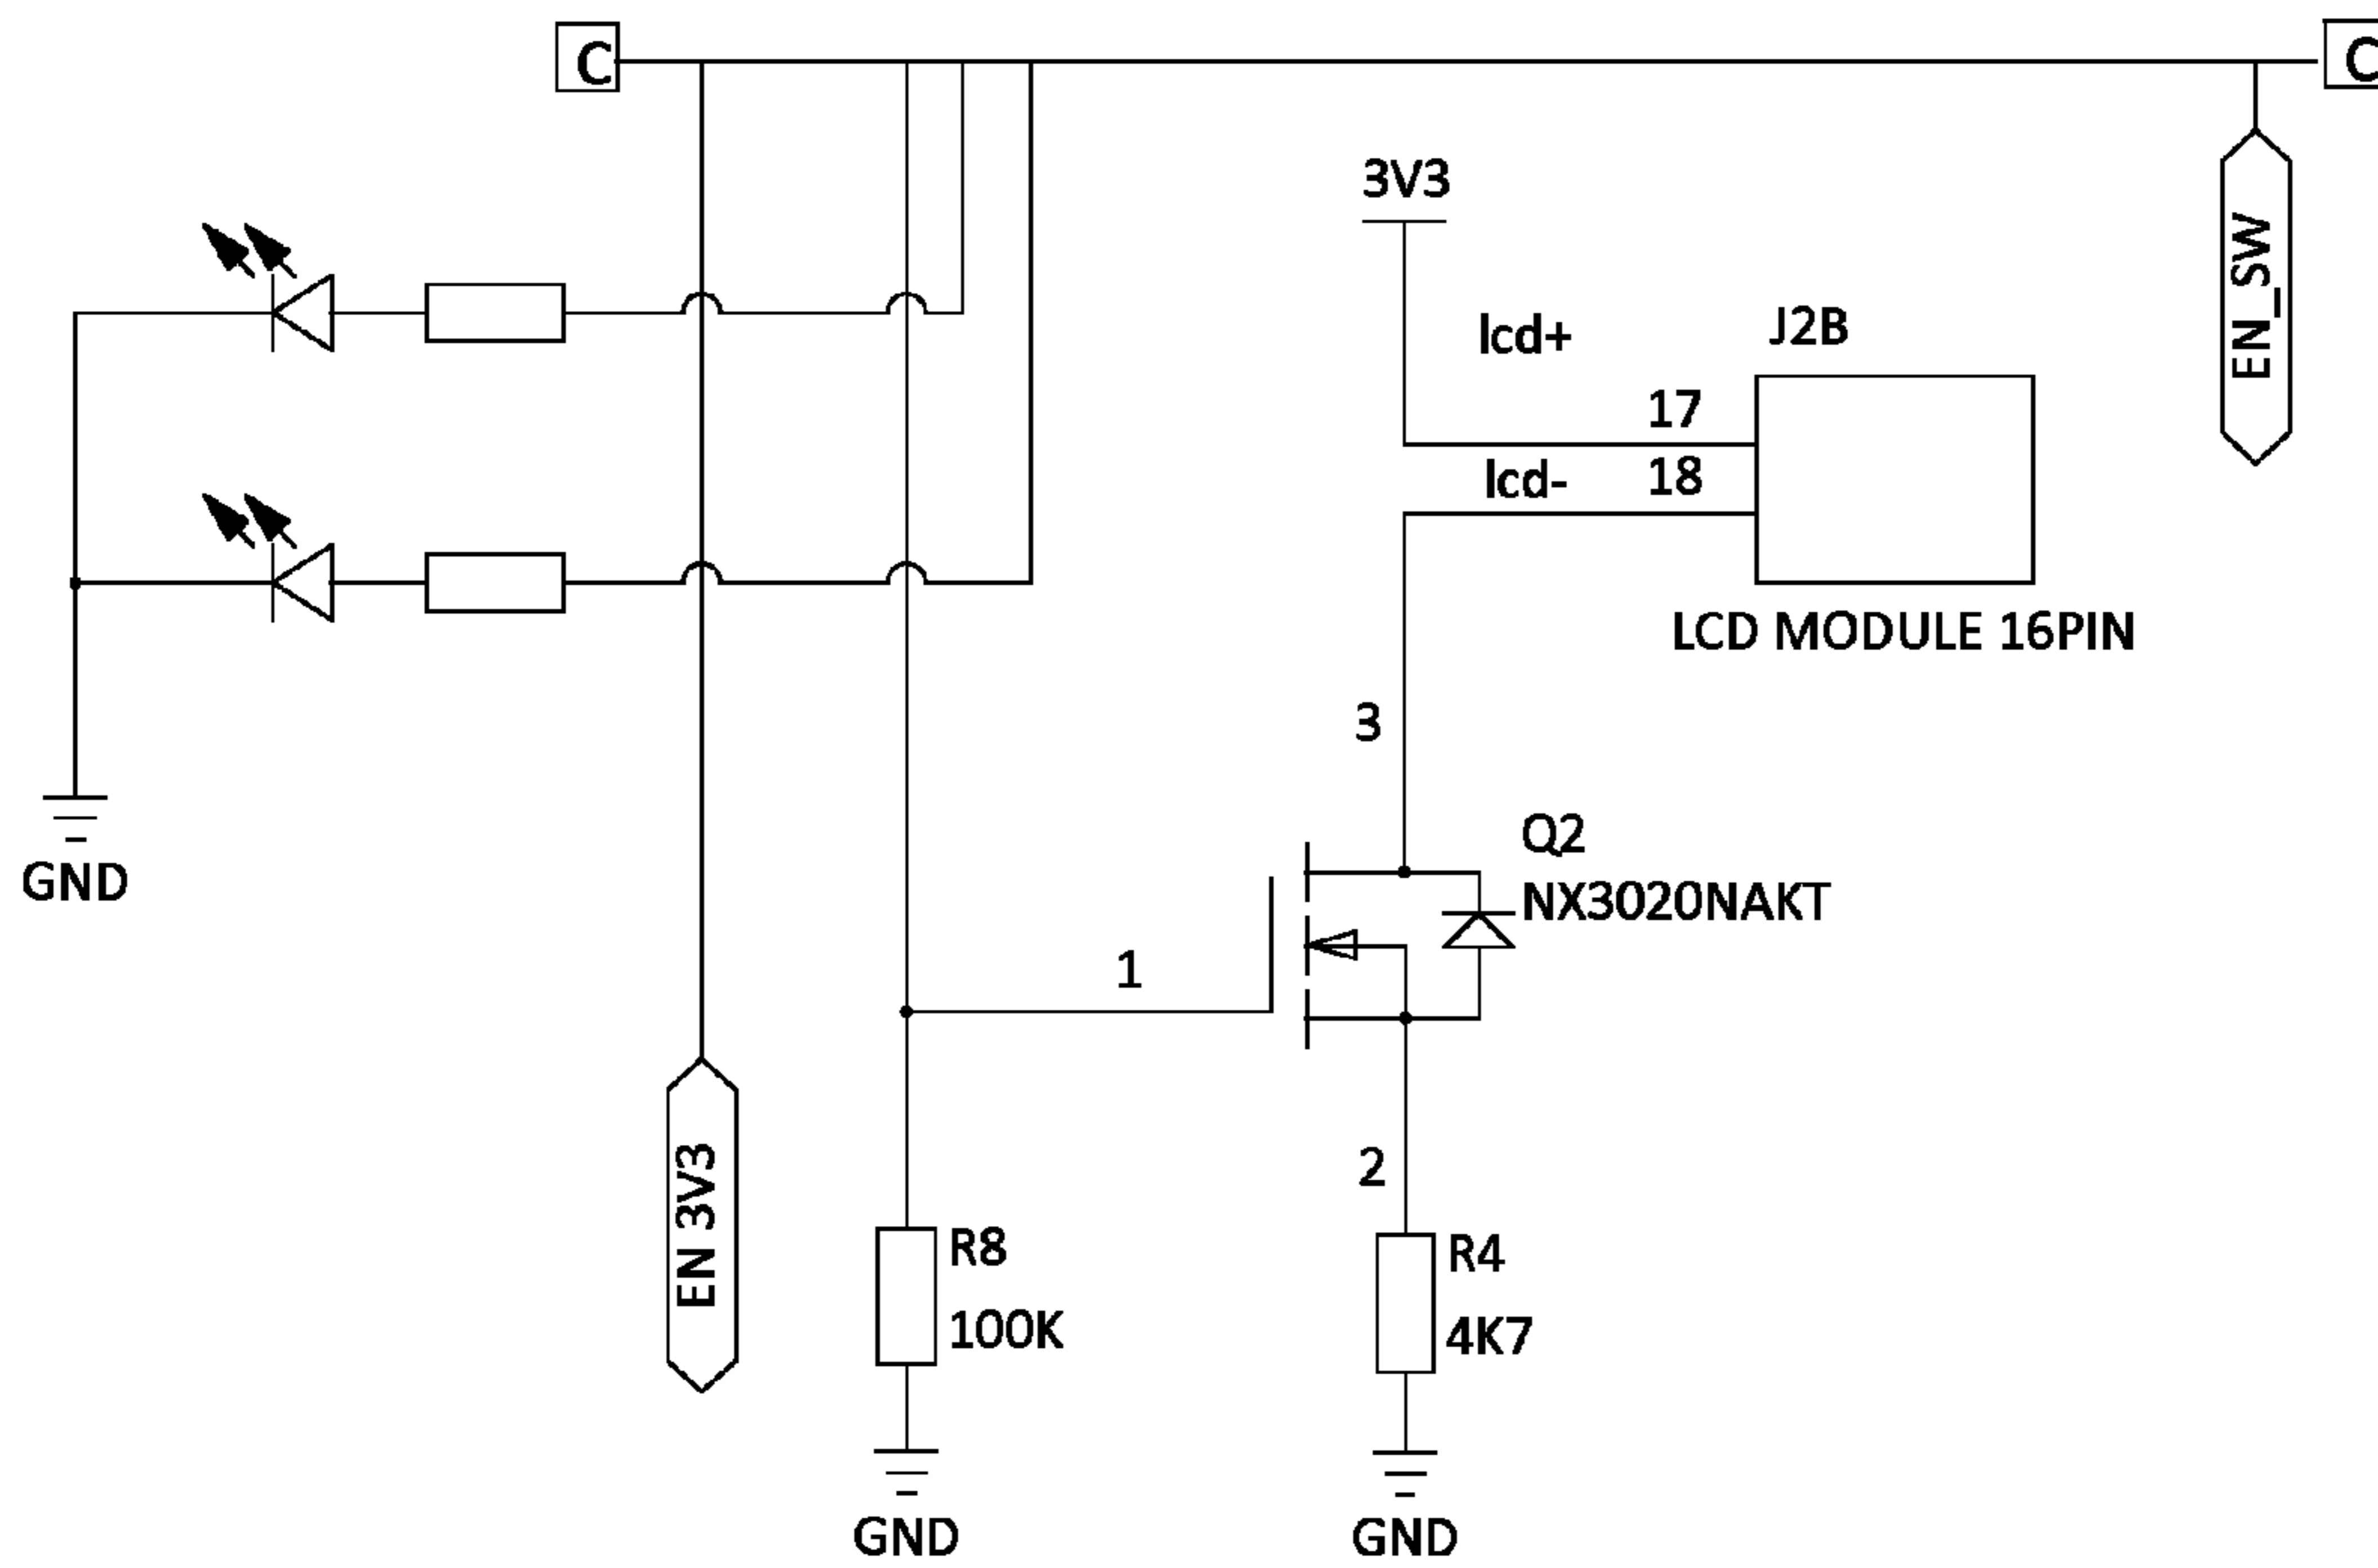 C
C
3V3
EN_SW
lcd+
J2B
17
lcd-
18
LCD MODULE 16PIN
3
Q2
GND
NX3020NAKT
1
EN 3V3
2
R8
R4
100K
4K7
GND
GND